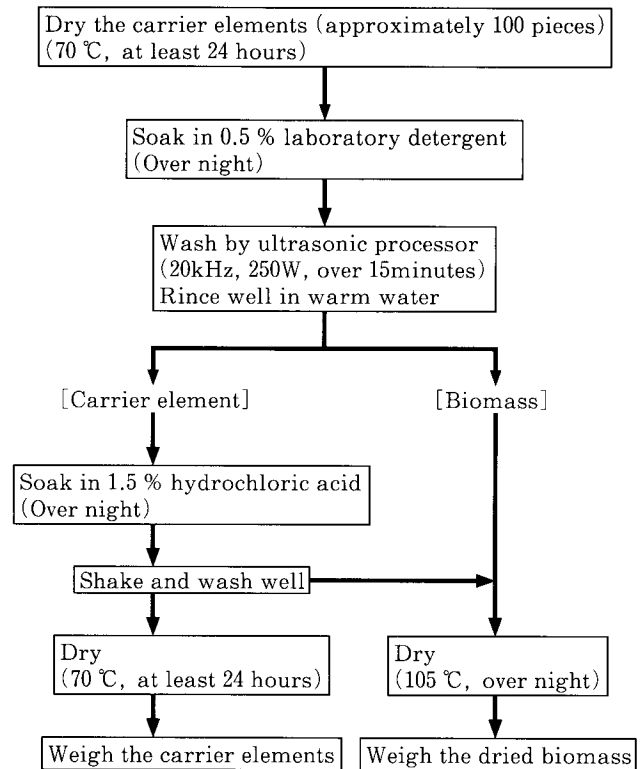 Dry the carrier elements (approximately 100 pieces)
(70 ℃, at least 24 hours)
Soak in 0.5 % laboratory detergent
(Over night)
Wash by ultrasonic processor
(20kHz, 250W, over 15minutes)
Rince well in warm water
[Carrier element]
[Biomass]
Soak in 1.5 % hydrochloric acid
(Over night)
Shake and wash well
Dry
(70 ℃, at least 24 hours)
Dry
(105 ℃, over night)
Weigh the carrier elements
Weigh the dried biomass